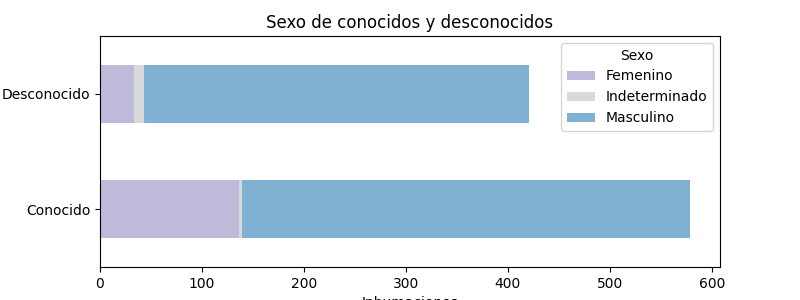 Sexo de conocidos y desconocidos
Sexo
Femenino
Indeterminado
Masculino
Desconocido
Conocido
0 100 200 300 400 500 600
Inhumaciones